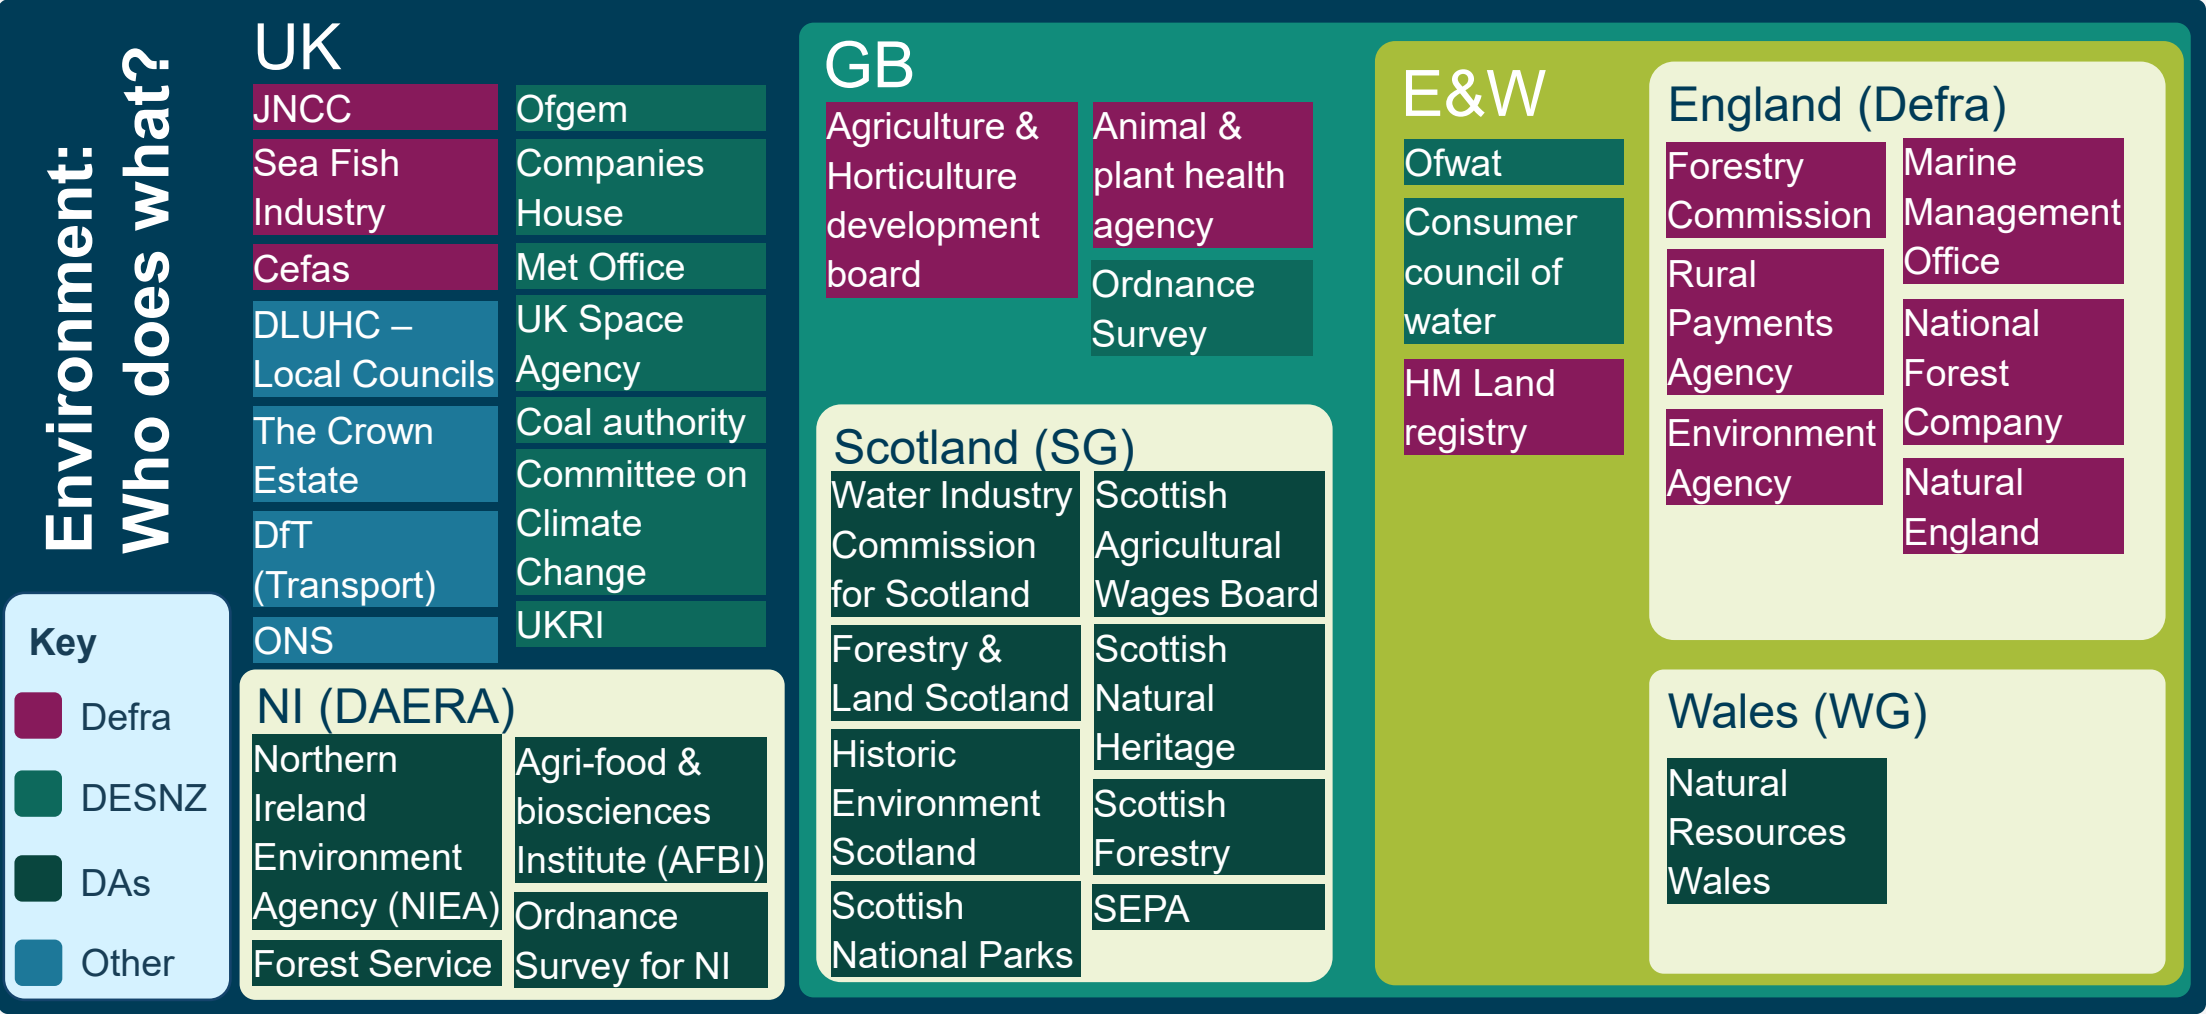 Environment:
Who does what?
Key
Defra
DESNZ
DAs
Other
UK
JNCC
Sea Fish
Industry
Cefas
DLUHC –
Local Councils
The Crown
Estate
DfT
(Transport)
ONS
Ofgem
Companies
House
Met Office
UK Space
Agency
Coal authority
Committee on
Climate
Change
UKRI
NI (DAERA)
Northern
Ireland
Environment
Agency (NIEA)
Forest Service
Agri-food &
biosciences
Institute (AFBI)
Ordnance
Survey for NI
GB
Agriculture &
Horticulture
development
board
Animal &
plant health
agency
Ordnance
Survey
Scotland (SG)
Water Industry
Commission
for Scotland
Forestry &
Land Scotland
Historic
Environment
Scotland
Scottish
National Parks
Scottish
Agricultural
Wages Board
Scottish
Natural
Heritage
Scottish
Forestry
SEPA
E&W
Ofwat
Consumer
council of
water
HM Land
registry
England (Defra)
Forestry
Commission
Rural
Payments
Agency
Environment
Agency
Marine
Management
Office
National
Forest
Company
Natural
England
Wales (WG)
Natural
Resources
Wales